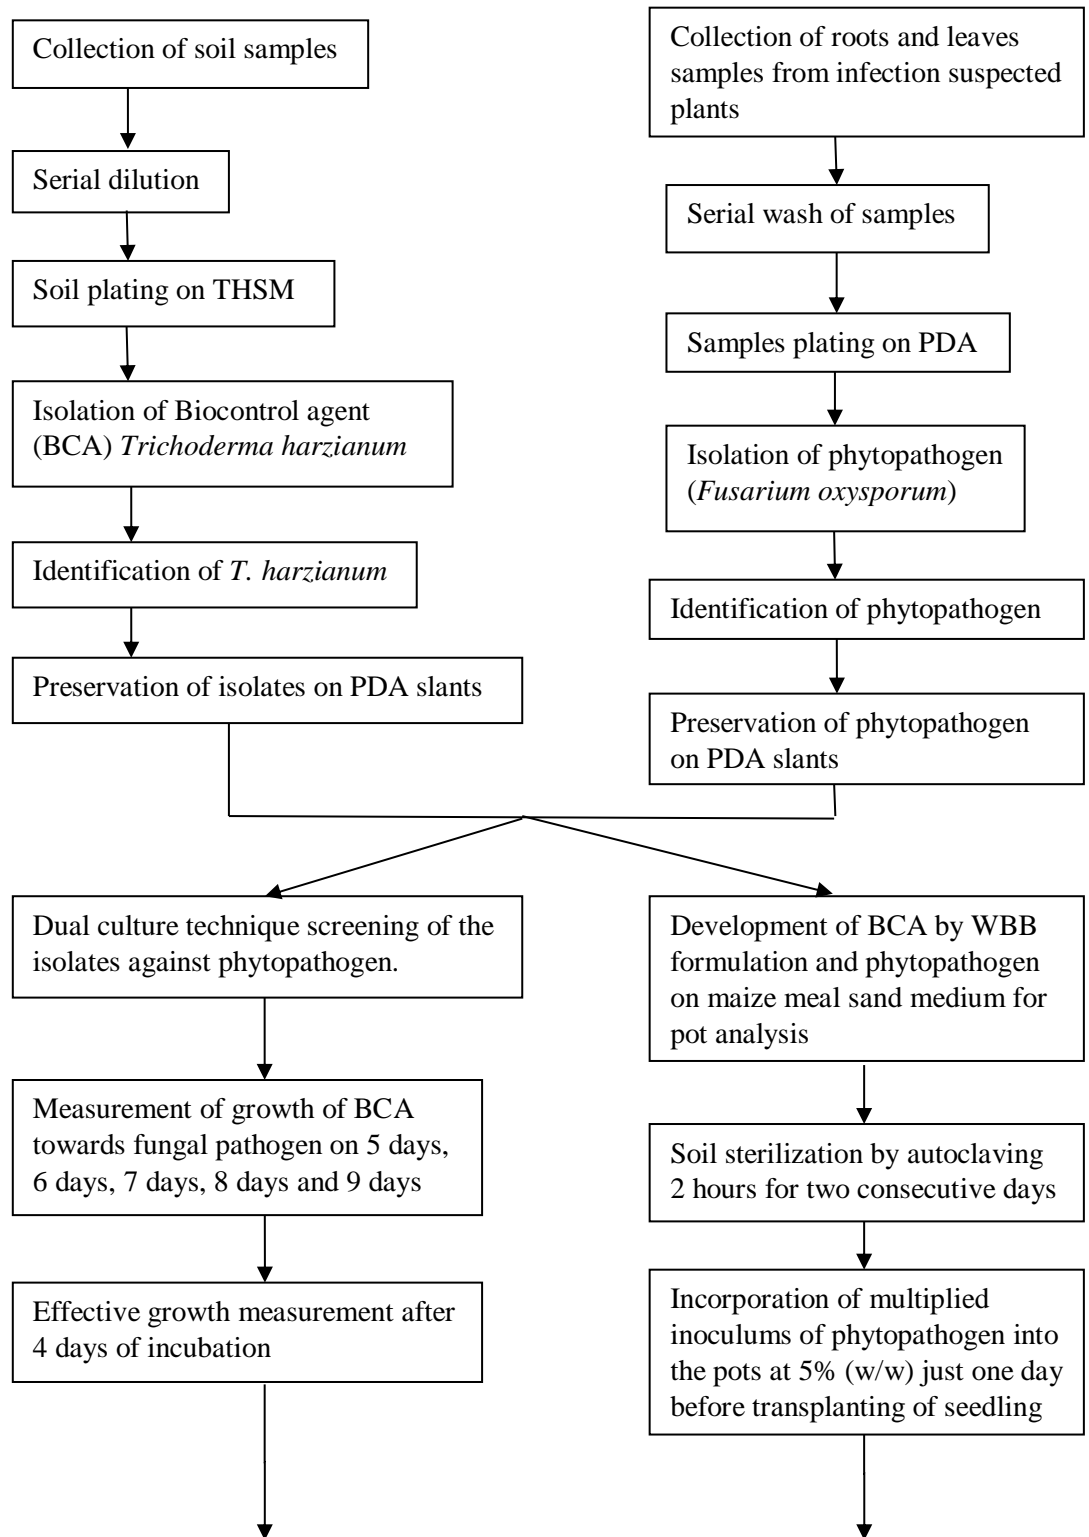 Collection of soil samples
Serial dilution
Soil plating on THSM
Isolation of Biocontrol agent
(BCA) Trichoderma harzianum
Identification of T. harzianum
Preservation of isolates on PDA slants
Collection of roots and leaves
samples from infection suspected
plants
Serial wash of samples
Samples plating on PDA
Isolation of phytopathogen
(Fusarium oxysporum)
Identification of phytopathogen
Preservation of phytopathogen
on PDA slants
Dual culture technique screening of the
isolates against phytopathogen.
Measurement of growth of BCA
towards fungal pathogen on 5 days,
6 days, 7 days, 8 days and 9 days
Effective growth measurement after
4 days of incubation
Development of BCA by WBB
formulation and phytopathogen
on maize meal sand medium for
pot analysis
Soil sterilization by autoclaving
2 hours for two consecutive days
Incorporation of multiplied
inoculums of phytopathogen into
the pots at 5% (w/w) just one day
before transplanting of seedling